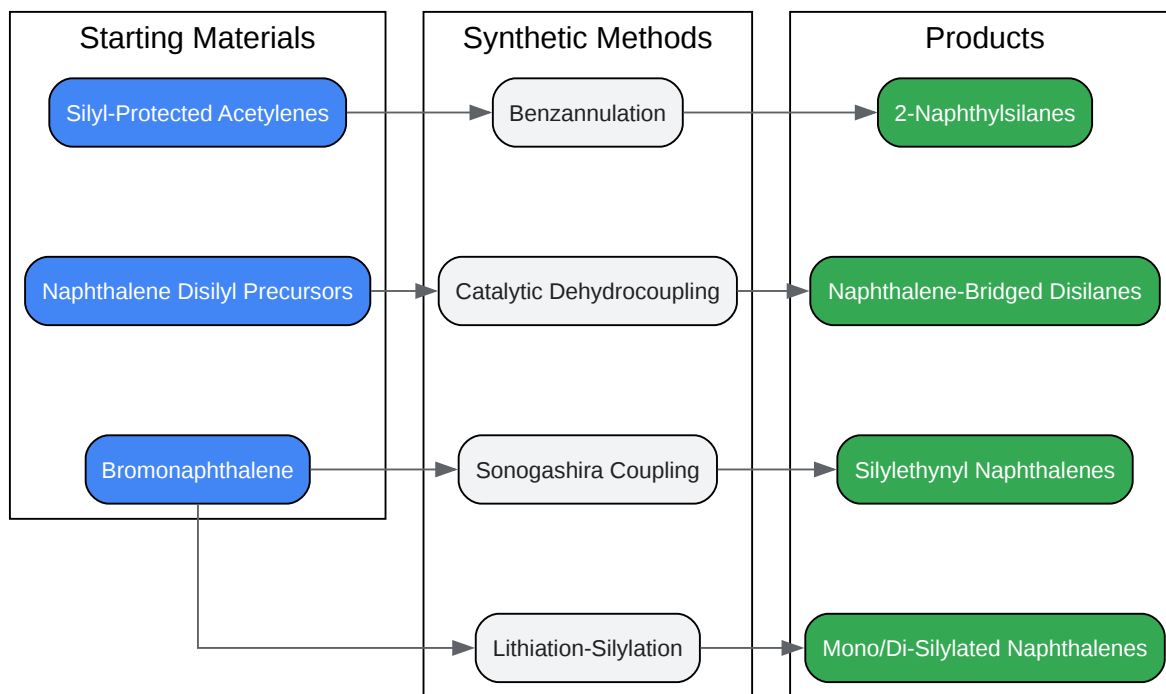 Starting Materials
Synthetic Methods
Products
Silyl-Protected Acetylenes
Benzannulation
2-Naphthylsilanes
Naphthalene Disilyl Precursors
Catalytic Dehydrocoupling
Naphthalene-Bridged Disilanes
Bromonaphthalene
Sonogashira Coupling
Silylethynyl Naphthalenes
Lithiation-Silylation
Mono/Di-Silylated Naphthalenes